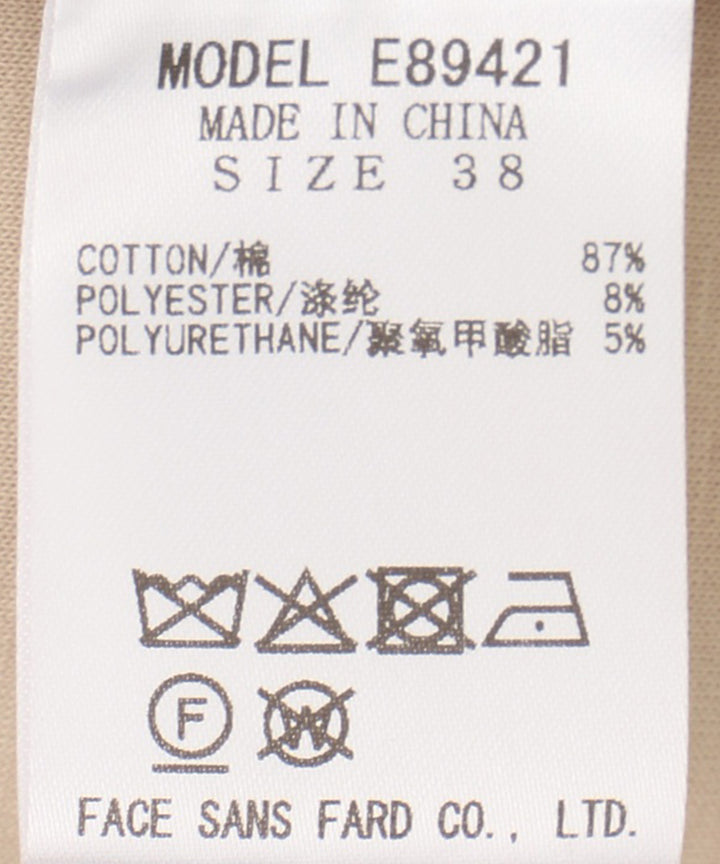 MODEL E89421
MADE IN CHINA
SIZE 38
COTTON/棉 87%
POLYESTER/涤纶 8%
POLYURETHANE/聚氧甲酸脂 5%
F
W
FACE SANS FARD CO., LTD.